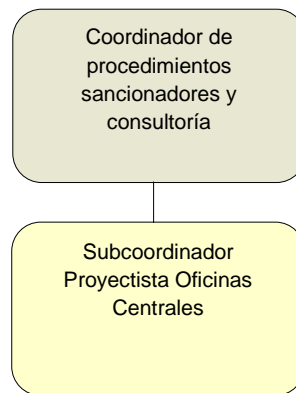 Coordinador de
procedimientos
sancionadores y
consultoría
Subcoordinador
Proyectista Oficinas
Centrales